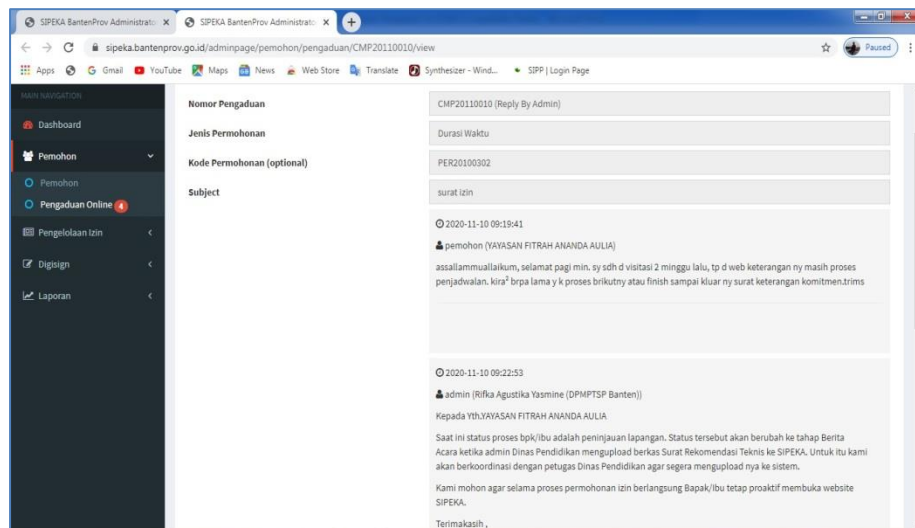 SIPEKA BantenProv Administrato
SIPEKA BantenProv Administrato
sipeka.bantenprov.go.id/adminpage/pemohon/pengaduan/CMP20110010/view
Paused
Apps
Gmail
YouTube
Maps
News
Web Store
Translate
Synthesizer - Wind...
SIPP | Login Page
MAIN NAVIGATION
Dashboard
Pemohon
Pemohon
Pengaduan Online 4
Pengelolaan Izin
Digisign
Laporan
Nomor Pengaduan
CMP20110010 (Reply By Admin)
Jenis Permohonan
Durasi Waktu
Kode Permohonan (optional)
PER20100302
Subject
surat izin
2020-11-10 09:19:41
pemohon (YAYASAN FITRAH ANANDA AULIA)
assallammuallaikum, selamat pagi min. sy sdh d visitasi 2 minggu lalu, tp d web keterangan ny masih proses
penjadwalan. kira² brpa lama y k proses brikutny atau finish sampai kluar ny surat keterangan komitmen.trims
2020-11-10 09:22:53
admin (Rifka Agustika Yasmine (DPMPTSP Banten))
Kepada Yth.YAYASAN FITRAH ANANDA AULIA
Saat ini status proses bpk/ibu adalah peninjauan lapangan. Status tersebut akan berubah ke tahap Berita
Acara ketika admin Dinas Pendidikan mengupload berkas Surat Rekomendasi Teknis ke SIPEKA. Untuk itu kami
akan berkoordinasi dengan petugas Dinas Pendidikan agar segera mengupload nya ke sistem.
Kami mohon agar selama proses permohonan izin berlangsung Bapak/Ibu tetap proaktif membuka website
SIPEKA.
Terimakasih ,